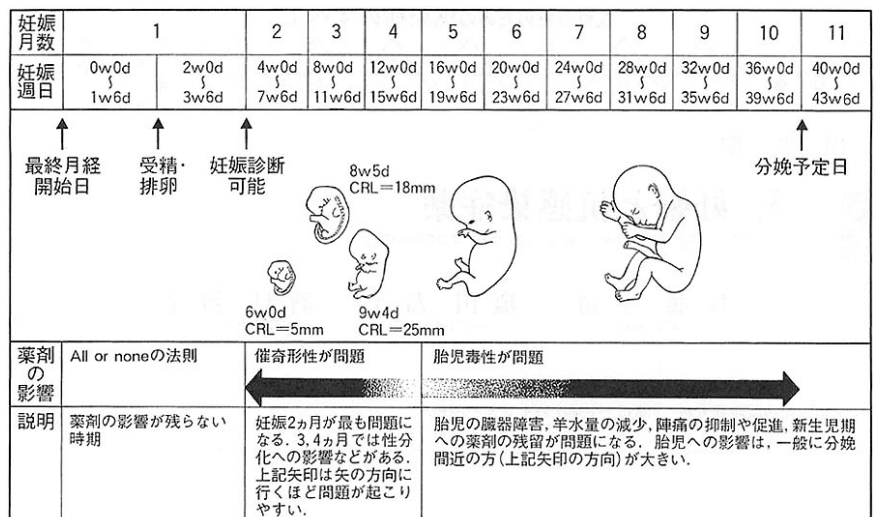 妊娠月数 1 2 3 4 5 6 7 8 9 10 11
妊娠週日 0w0d〜1w6d 2w0d〜3w6d 4w0d〜7w6d 8w0d〜11w6d 12w0d〜15w6d 16w0d〜19w6d 20w0d〜23w6d 24w0d〜27w6d 28w0d〜31w6d 32w0d〜35w6d 36w0d〜39w6d 40w0d〜43w6d
最終月経
開始日
受精・
排卵
妊娠診断
可能
分娩予定日
8w5d
CRL=18mm
6w0d
CRL=5mm
9w4d
CRL=25mm
薬剤
の
影響
All or noneの法則
催奇形性が問題
胎児毒性が問題
説明
薬剤の影響が残らない
時期
妊娠2ヵ月が最も問題に
なる．3，4ヵ月では性分
化への影響などがある．
上記矢印は矢の方向に
行くほど問題が起こり
やすい．
胎児の臓器障害，羊水量の減少，陣痛の抑制や促進，新生児期
への薬剤の残留が問題になる．胎児への影響は，一般に分娩
間近の方（上記矢印の方向）が大きい．